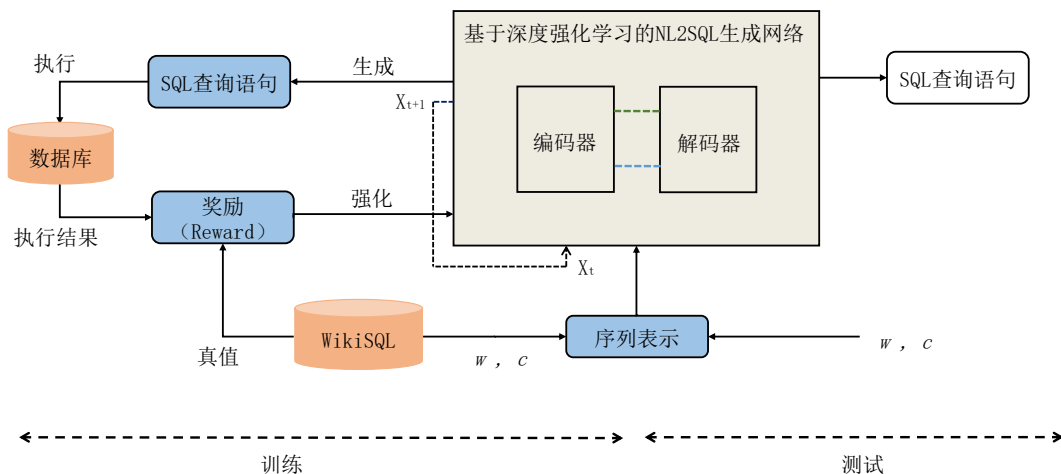 基于深度强化学习的NL2SQL生成网络
执行
SQL查询语句
生成
SQL查询语句
Xt+1
编码器
解码器
数据库
奖励
（Reward）
强化
执行结果
Xt
WikiSQL
序列表示
真值
w , c
w , c
训练
测试